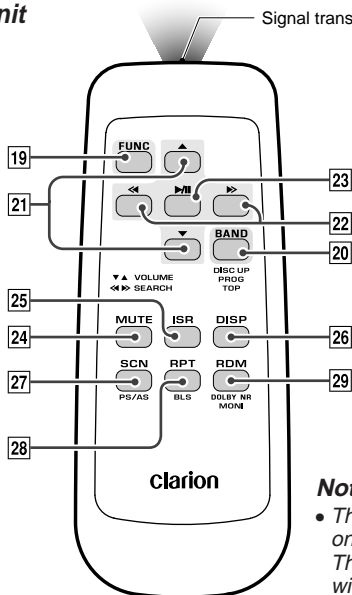 nit
Signal trans
FUNC
19
21
23
22
20
BAND
DISC UP
PROG
TOP
▼▲ VOLUME
◀◀ ▶▶ SEARCH
25
MUTE ISR DISP
24
26
SCN RPT RDM
27
29
PS/AS BLS DOLBY NR
MONI
28
clarion
Not
• Th
on
Th
wi